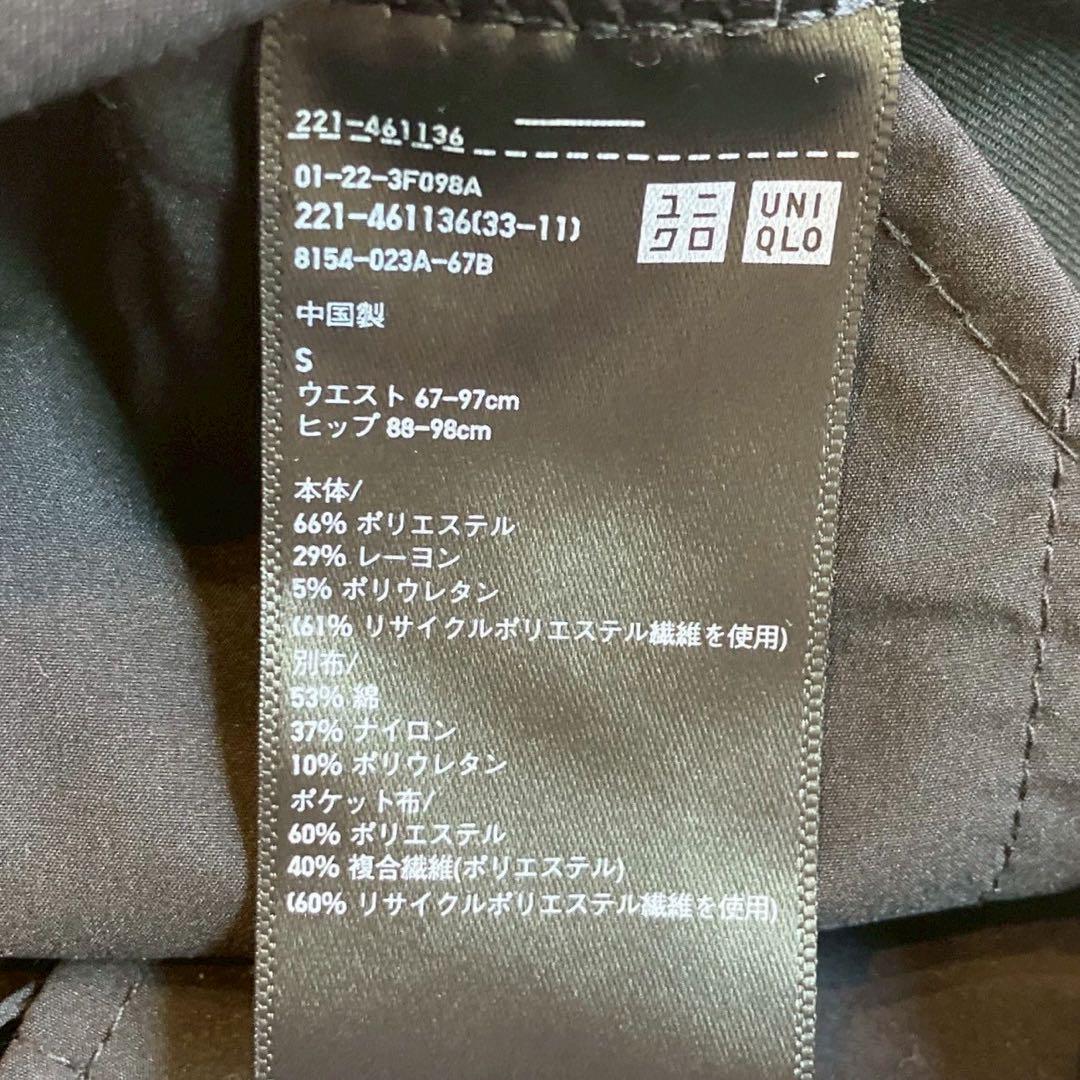 221-461136
01-22-3F098A
221-461136(33-11)
8154-023A-67B
ユニクロ
UNIQLO
中国製
S
ウエスト 67-97cm
ヒップ 88-98cm
本体/
66% ポリエステル
29% レーヨン
5% ポリウレタン
(61% リサイクルポリエステル繊維を使用)
別布/
53% 綿
37% ナイロン
10% ポリウレタン
ポケット布/
60% ポリエステル
40% 複合繊維(ポリエステル)
(60% リサイクルポリエステル繊維を使用)